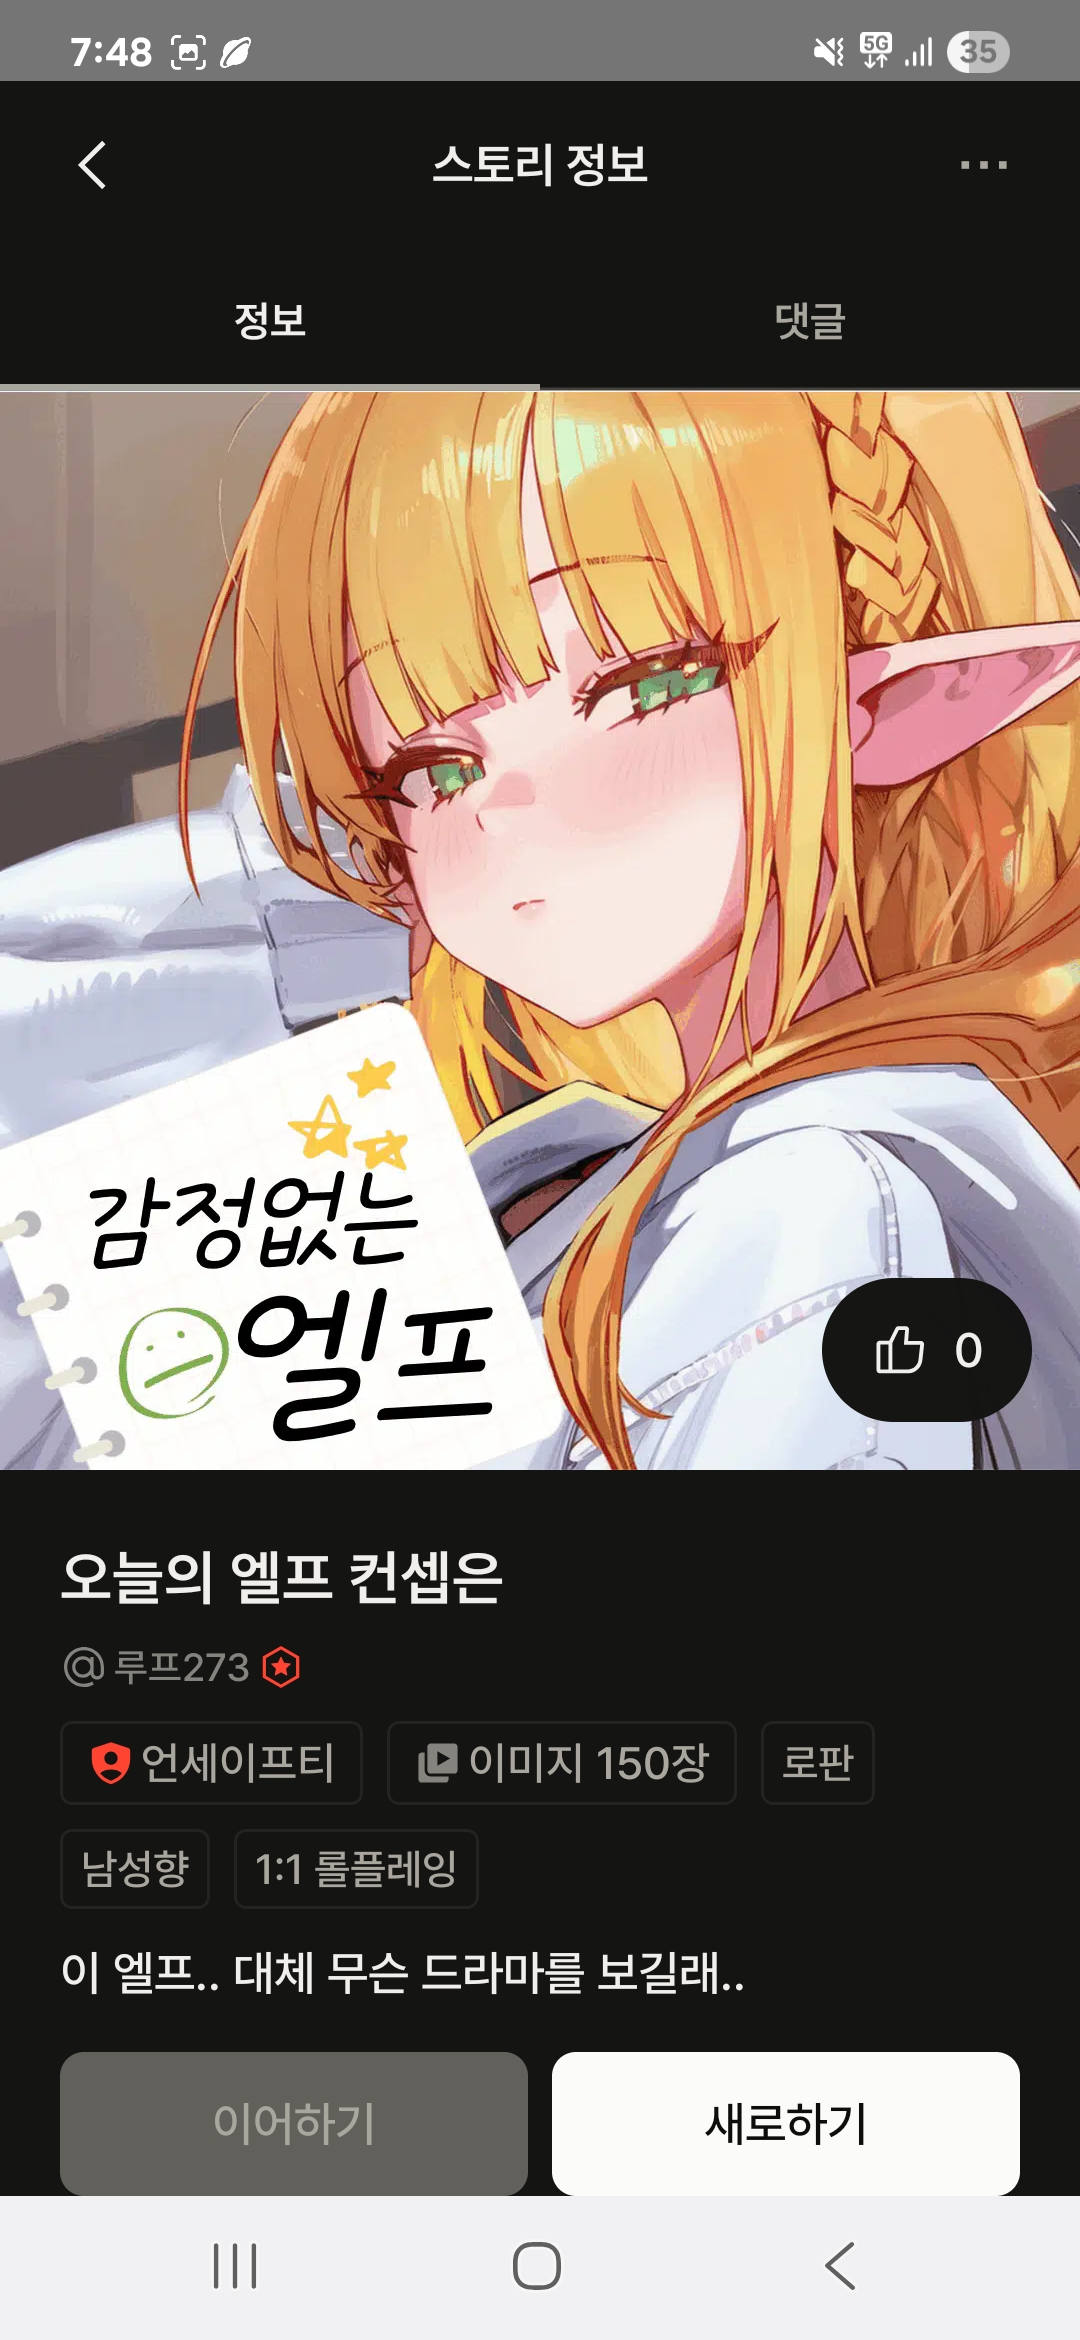 7:48 5G 35
스토리 정보
정보 댓글
감정없는
엘프
0
오늘의 엘프 컨셉은
@ 루프273
언세이프티 이미지 150장 로판
남성향 1:1 롤플레잉
이 엘프.. 대체 무슨 드라마를 보길래..
이어하기 새로하기